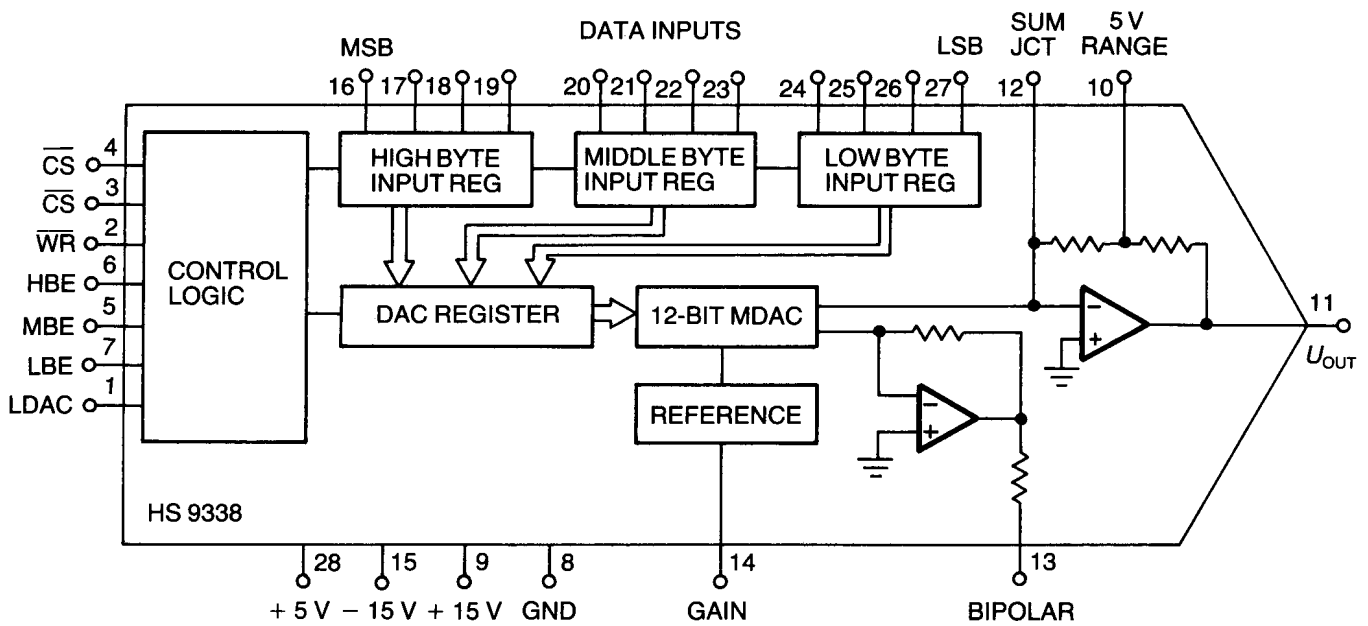 DATA INPUTS
MSB
LSB
SUM
JCT
5 V
RANGE
16
17
18
19
20
21
22
23
24
25
26
27
12
10
4
3
2
6
5
7
1
C̅S̅
C̅S̅
W̅R̅
HBE
MBE
LBE
LDAC
CONTROL
LOGIC
HIGH BYTE
INPUT REG
MIDDLE BYTE
INPUT REG
LOW BYTE
INPUT REG
DAC REGISTER
12-BIT MDAC
REFERENCE
−
+
−
+
11
UOUT
HS 9338
28
15
9
8
14
13
+ 5 V
− 15 V
+ 15 V
GND
GAIN
BIPOLAR